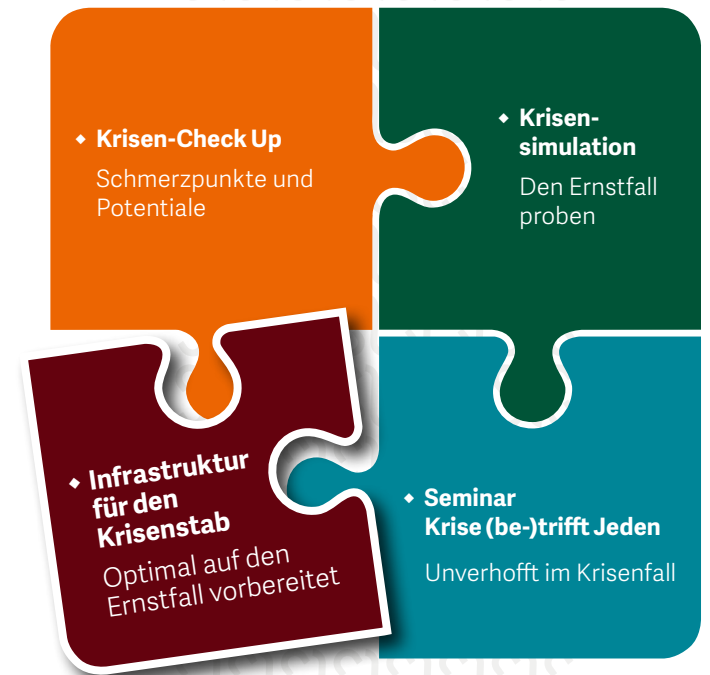 ◆ Krisen-Check Up
Schmerzpunkte und
Potentiale
◆ Krisen-
simulation
Den Ernstfall
proben
◆ Infrastruktur
für den
Krisenstab
Optimal auf den
Ernstfall vorbereitet
◆ Seminar
Krise (be-)trifft Jeden
Unverhofft im Krisenfall